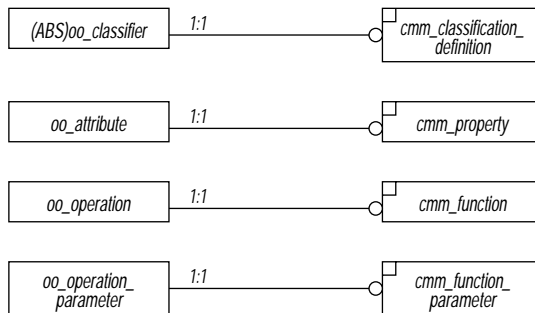 (ABS)oo_classifier
1:1
cmm_classification_
definition
oo_attribute
1:1
cmm_property
oo_operation
1:1
cmm_function
oo_operation_
parameter
1:1
cmm_function_
parameter